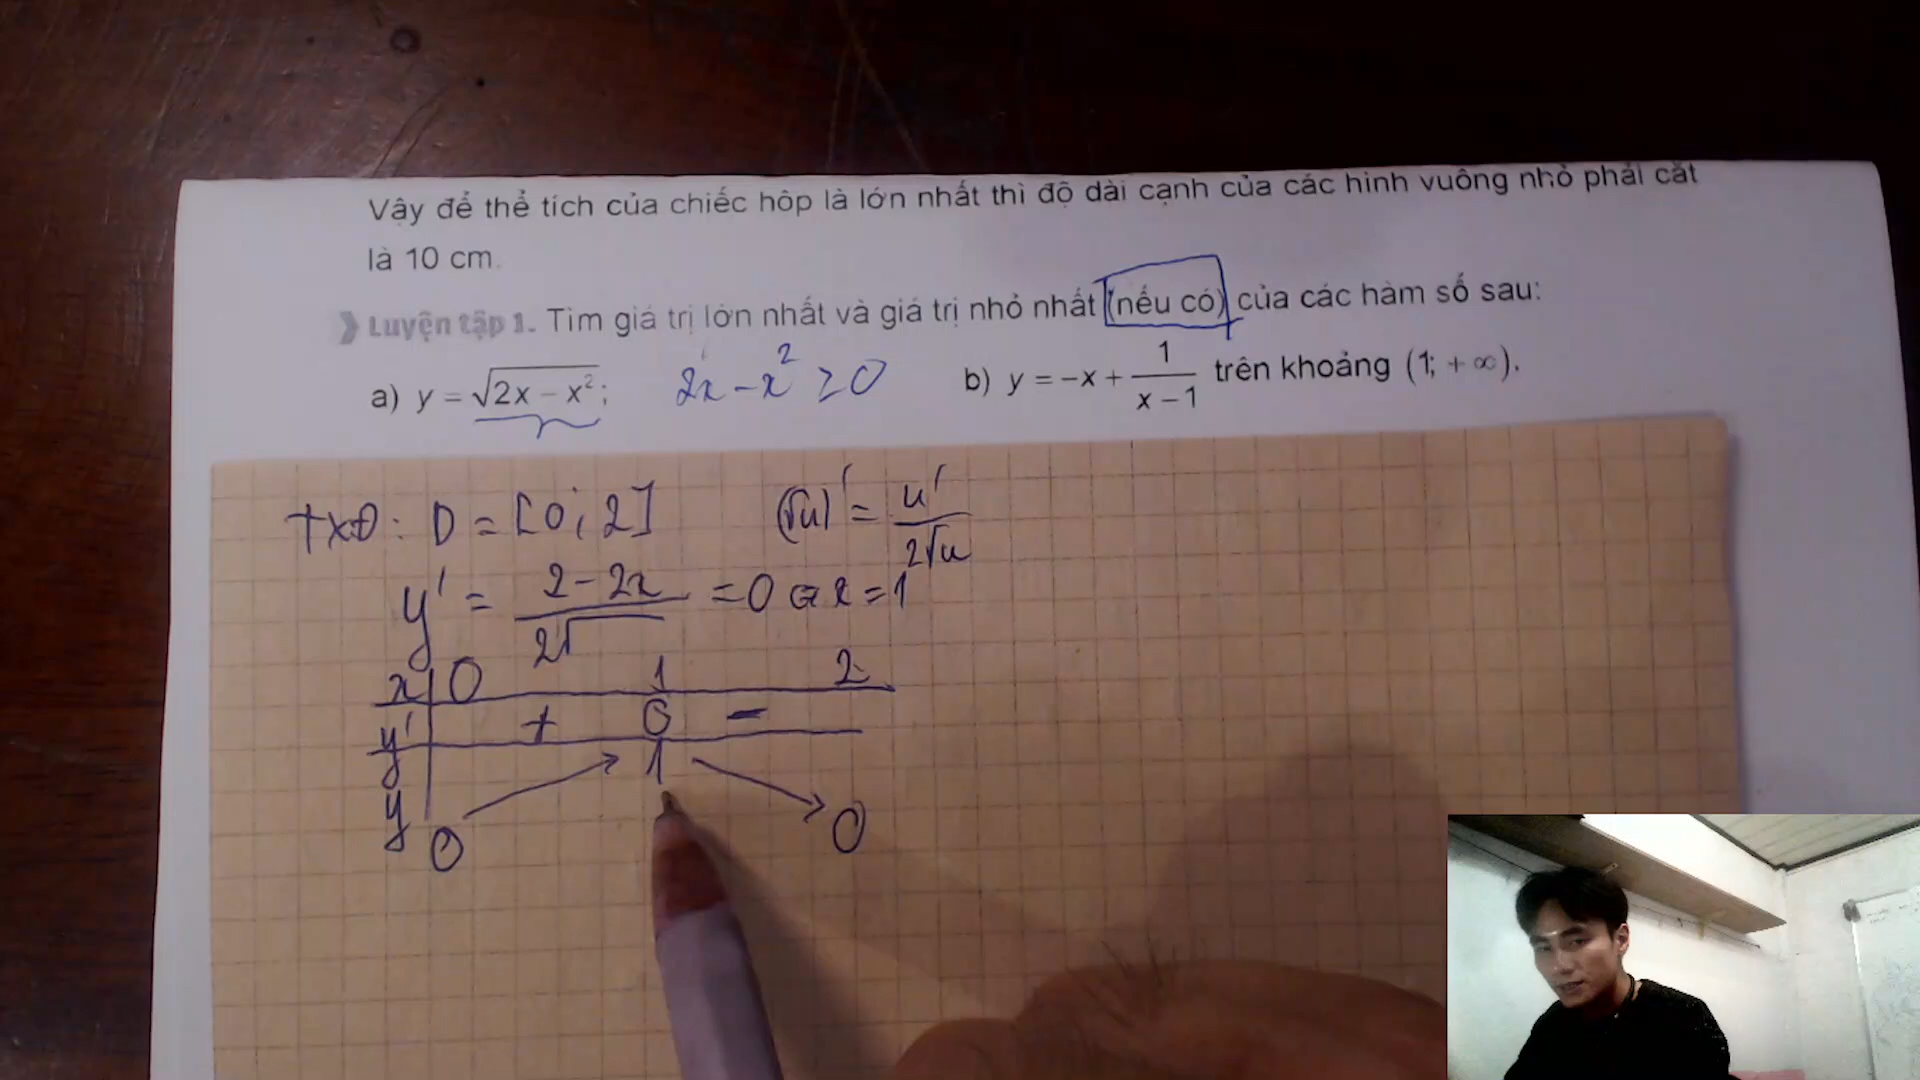 Vậy để thể tích của chiếc hộp là lớn nhất thì độ dài cạnh của các hình vuông nhỏ phải cắt
là 10 cm.
Luyện tập 1. Tìm giá trị lớn nhất và giá trị nhỏ nhất (nếu có) của các hàm số sau:
a) y = √(2x − x²); 2x − x² ≥ 0 b) y = −x + 1/(x − 1) trên khoảng (1; + ∞).
TXĐ: D = [0; 2] (√u)' = u'/(2√u)
y' = (2 − 2x)/(2√ ) = 0 ⇔ x = 1
x 0 1 2
y' + 0 −
y 0 ↗ 1 ↘ 0